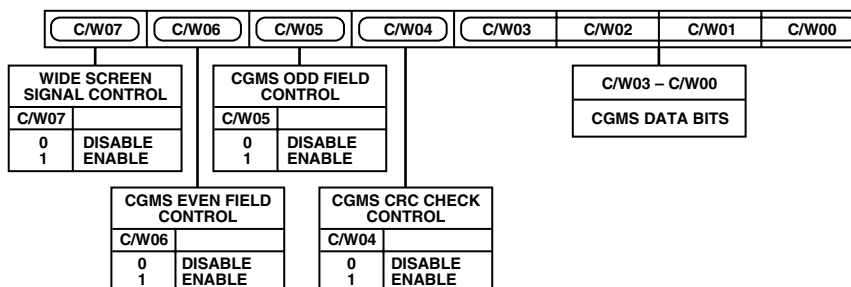 C/W07 C/W06 C/W05 C/W04 C/W03 C/W02 C/W01 C/W00
WIDE SCREEN
SIGNAL CONTROL
C/W07
0 DISABLE
1 ENABLE
CGMS ODD FIELD
CONTROL
C/W05
0 DISABLE
1 ENABLE
C/W03 – C/W00
CGMS DATA BITS
CGMS EVEN FIELD
CONTROL
C/W06
0 DISABLE
1 ENABLE
CGMS CRC CHECK
CONTROL
C/W04
0 DISABLE
1 ENABLE